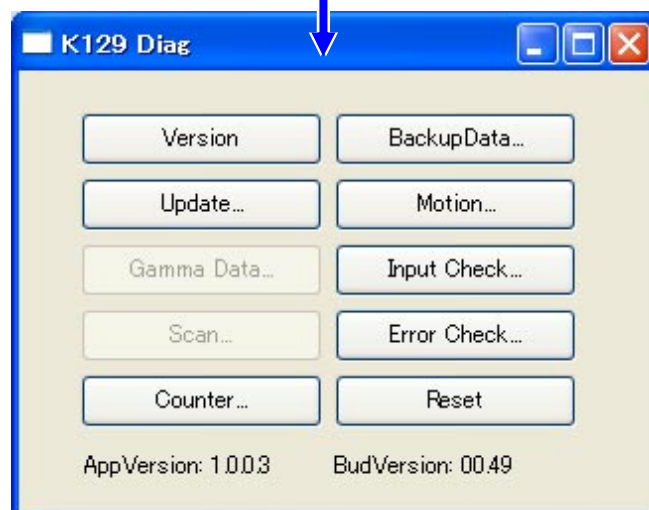 K129 Diag
Version
BackupData...
Update...
Motion...
Gamma Data...
Input Check...
Scan...
Error Check...
Counter...
Reset
AppVersion: 1.0.0.3
BudVersion: 00.49